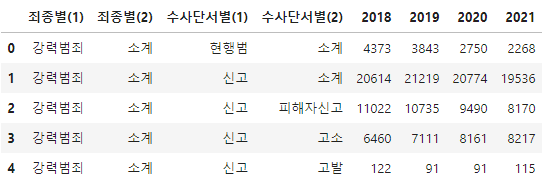 죄종별(1) 죄종별(2) 수사단서별(1) 수사단서별(2) 2018 2019 2020 2021
0 강력범죄 소계 현행범 소계 4373 3843 2750 2268
1 강력범죄 소계 신고 소계 20614 21219 20774 19536
2 강력범죄 소계 신고 피해자신고 11022 10735 9490 8170
3 강력범죄 소계 신고 고소 6460 7111 8161 8217
4 강력범죄 소계 신고 고발 122 91 91 115